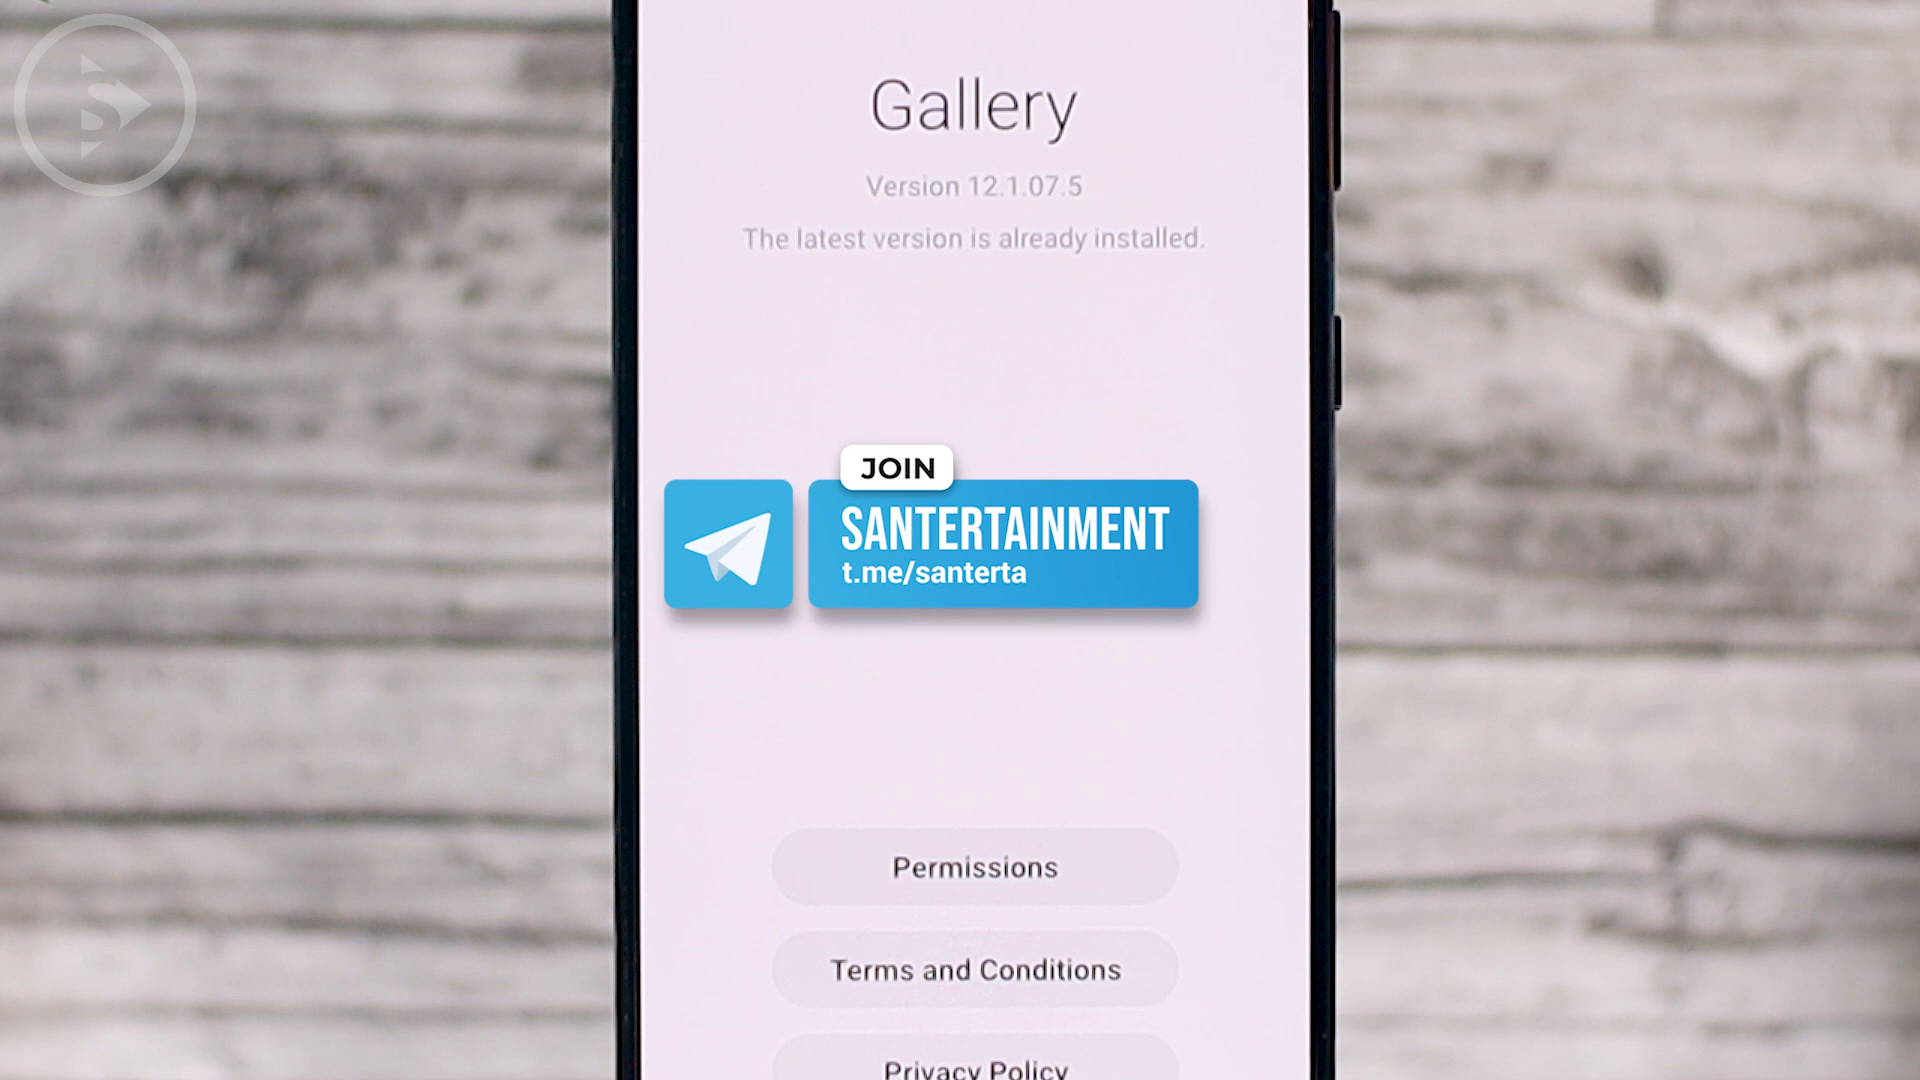 Gallery
Version 12.1.07.5
The latest version is already installed.
JOIN
SANTERTAINMENT
t.me/santerta
Permissions
Terms and Conditions
Privacy Policy